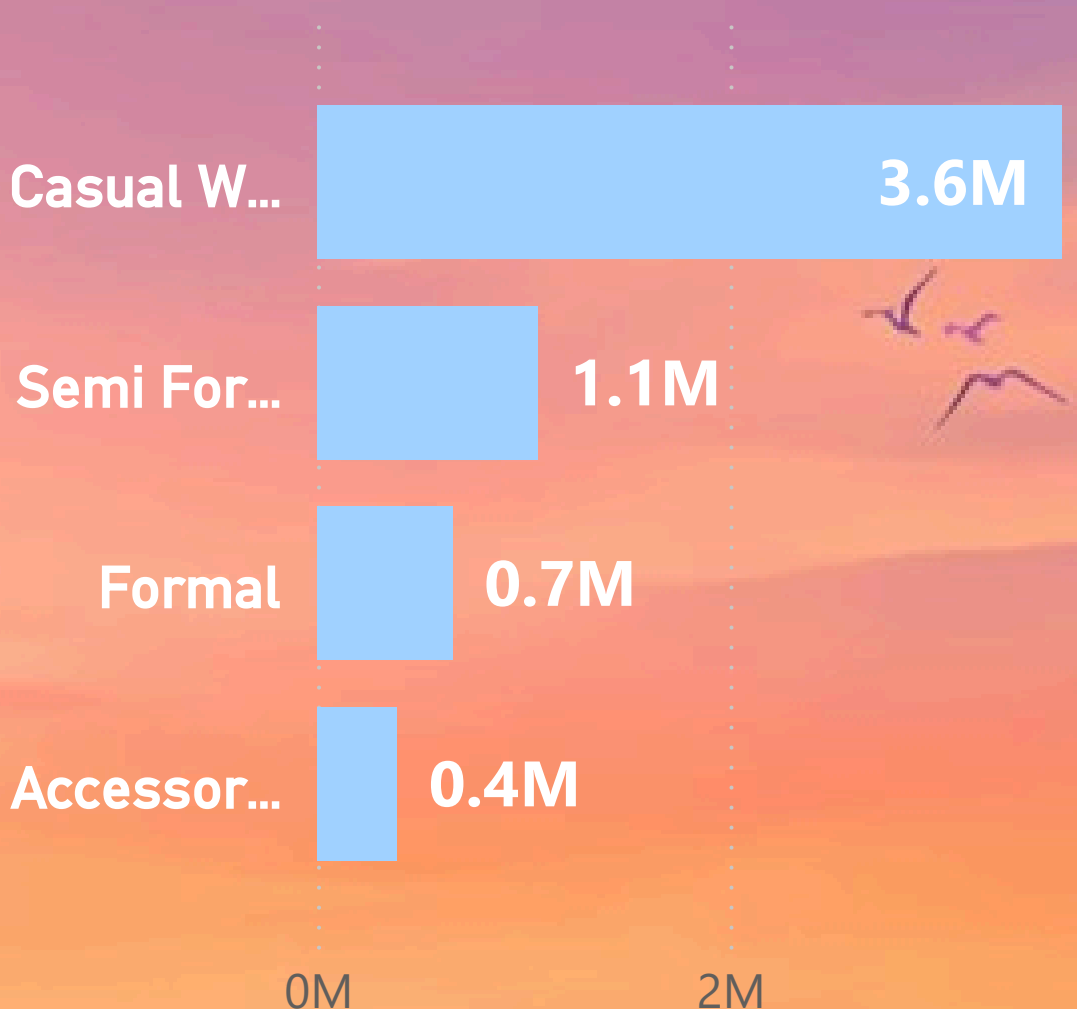 Casual W...
3.6M
Semi For...
1.1M
Formal
0.7M
Accessor...
0.4M
0M
2M